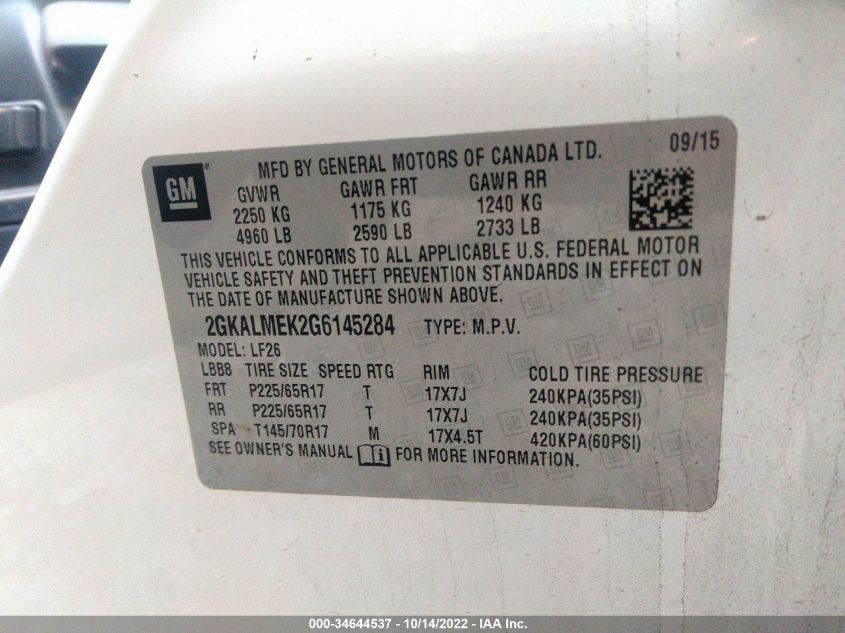 GM
MFD BY GENERAL MOTORS OF CANADA LTD. 09/15
GVWR GAWR FRT GAWR RR
2250 KG 1175 KG 1240 KG
4960 LB 2590 LB 2733 LB
THIS VEHICLE CONFORMS TO ALL APPLICABLE U.S. FEDERAL MOTOR
VEHICLE SAFETY AND THEFT PREVENTION STANDARDS IN EFFECT ON
THE DATE OF MANUFACTURE SHOWN ABOVE.
2GKALMEK2G6145284 TYPE: M.P.V.
MODEL: LF26
LBB8 TIRE SIZE SPEED RTG RIM COLD TIRE PRESSURE
FRT P225/65R17 T 17X7J 240KPA(35PSI)
RR P225/65R17 T 17X7J 240KPA(35PSI)
SPA T145/70R17 M 17X4.5T 420KPA(60PSI)
SEE OWNER'S MANUAL FOR MORE INFORMATION.
000-34644537 - 10/14/2022 - IAA Inc.